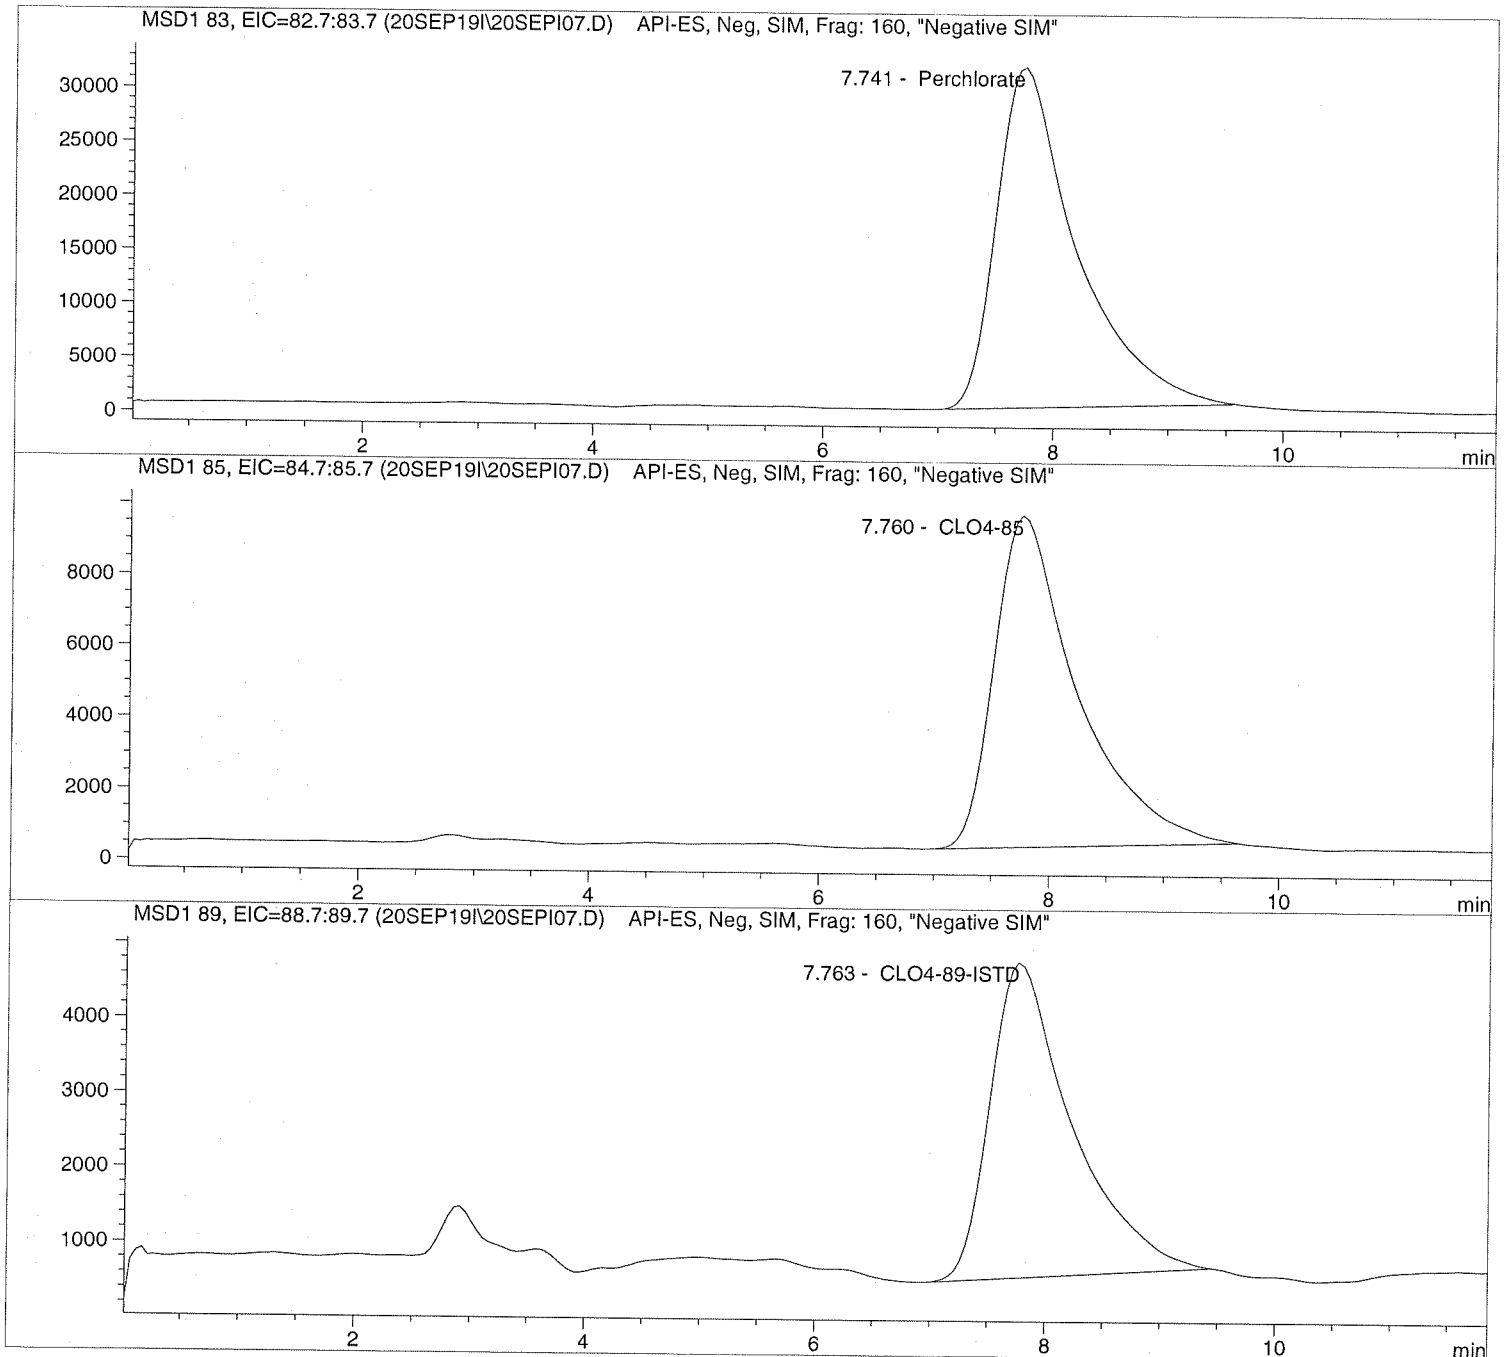 MSD1 83, EIC=82.7:83.7 (20SEP19I\20SEPI07.D) API-ES, Neg, SIM, Frag: 160, "Negative SIM"
7.741 - Perchlorate
30000
25000
20000
15000
10000
5000
0
2 4 6 8 10 min
MSD1 85, EIC=84.7:85.7 (20SEP19I\20SEPI07.D) API-ES, Neg, SIM, Frag: 160, "Negative SIM"
7.760 - CLO4-85
8000
6000
4000
2000
0
2 4 6 8 10 min
MSD1 89, EIC=88.7:89.7 (20SEP19I\20SEPI07.D) API-ES, Neg, SIM, Frag: 160, "Negative SIM"
7.763 - CLO4-89-ISTD
4000
3000
2000
1000
2 4 6 8 10 min